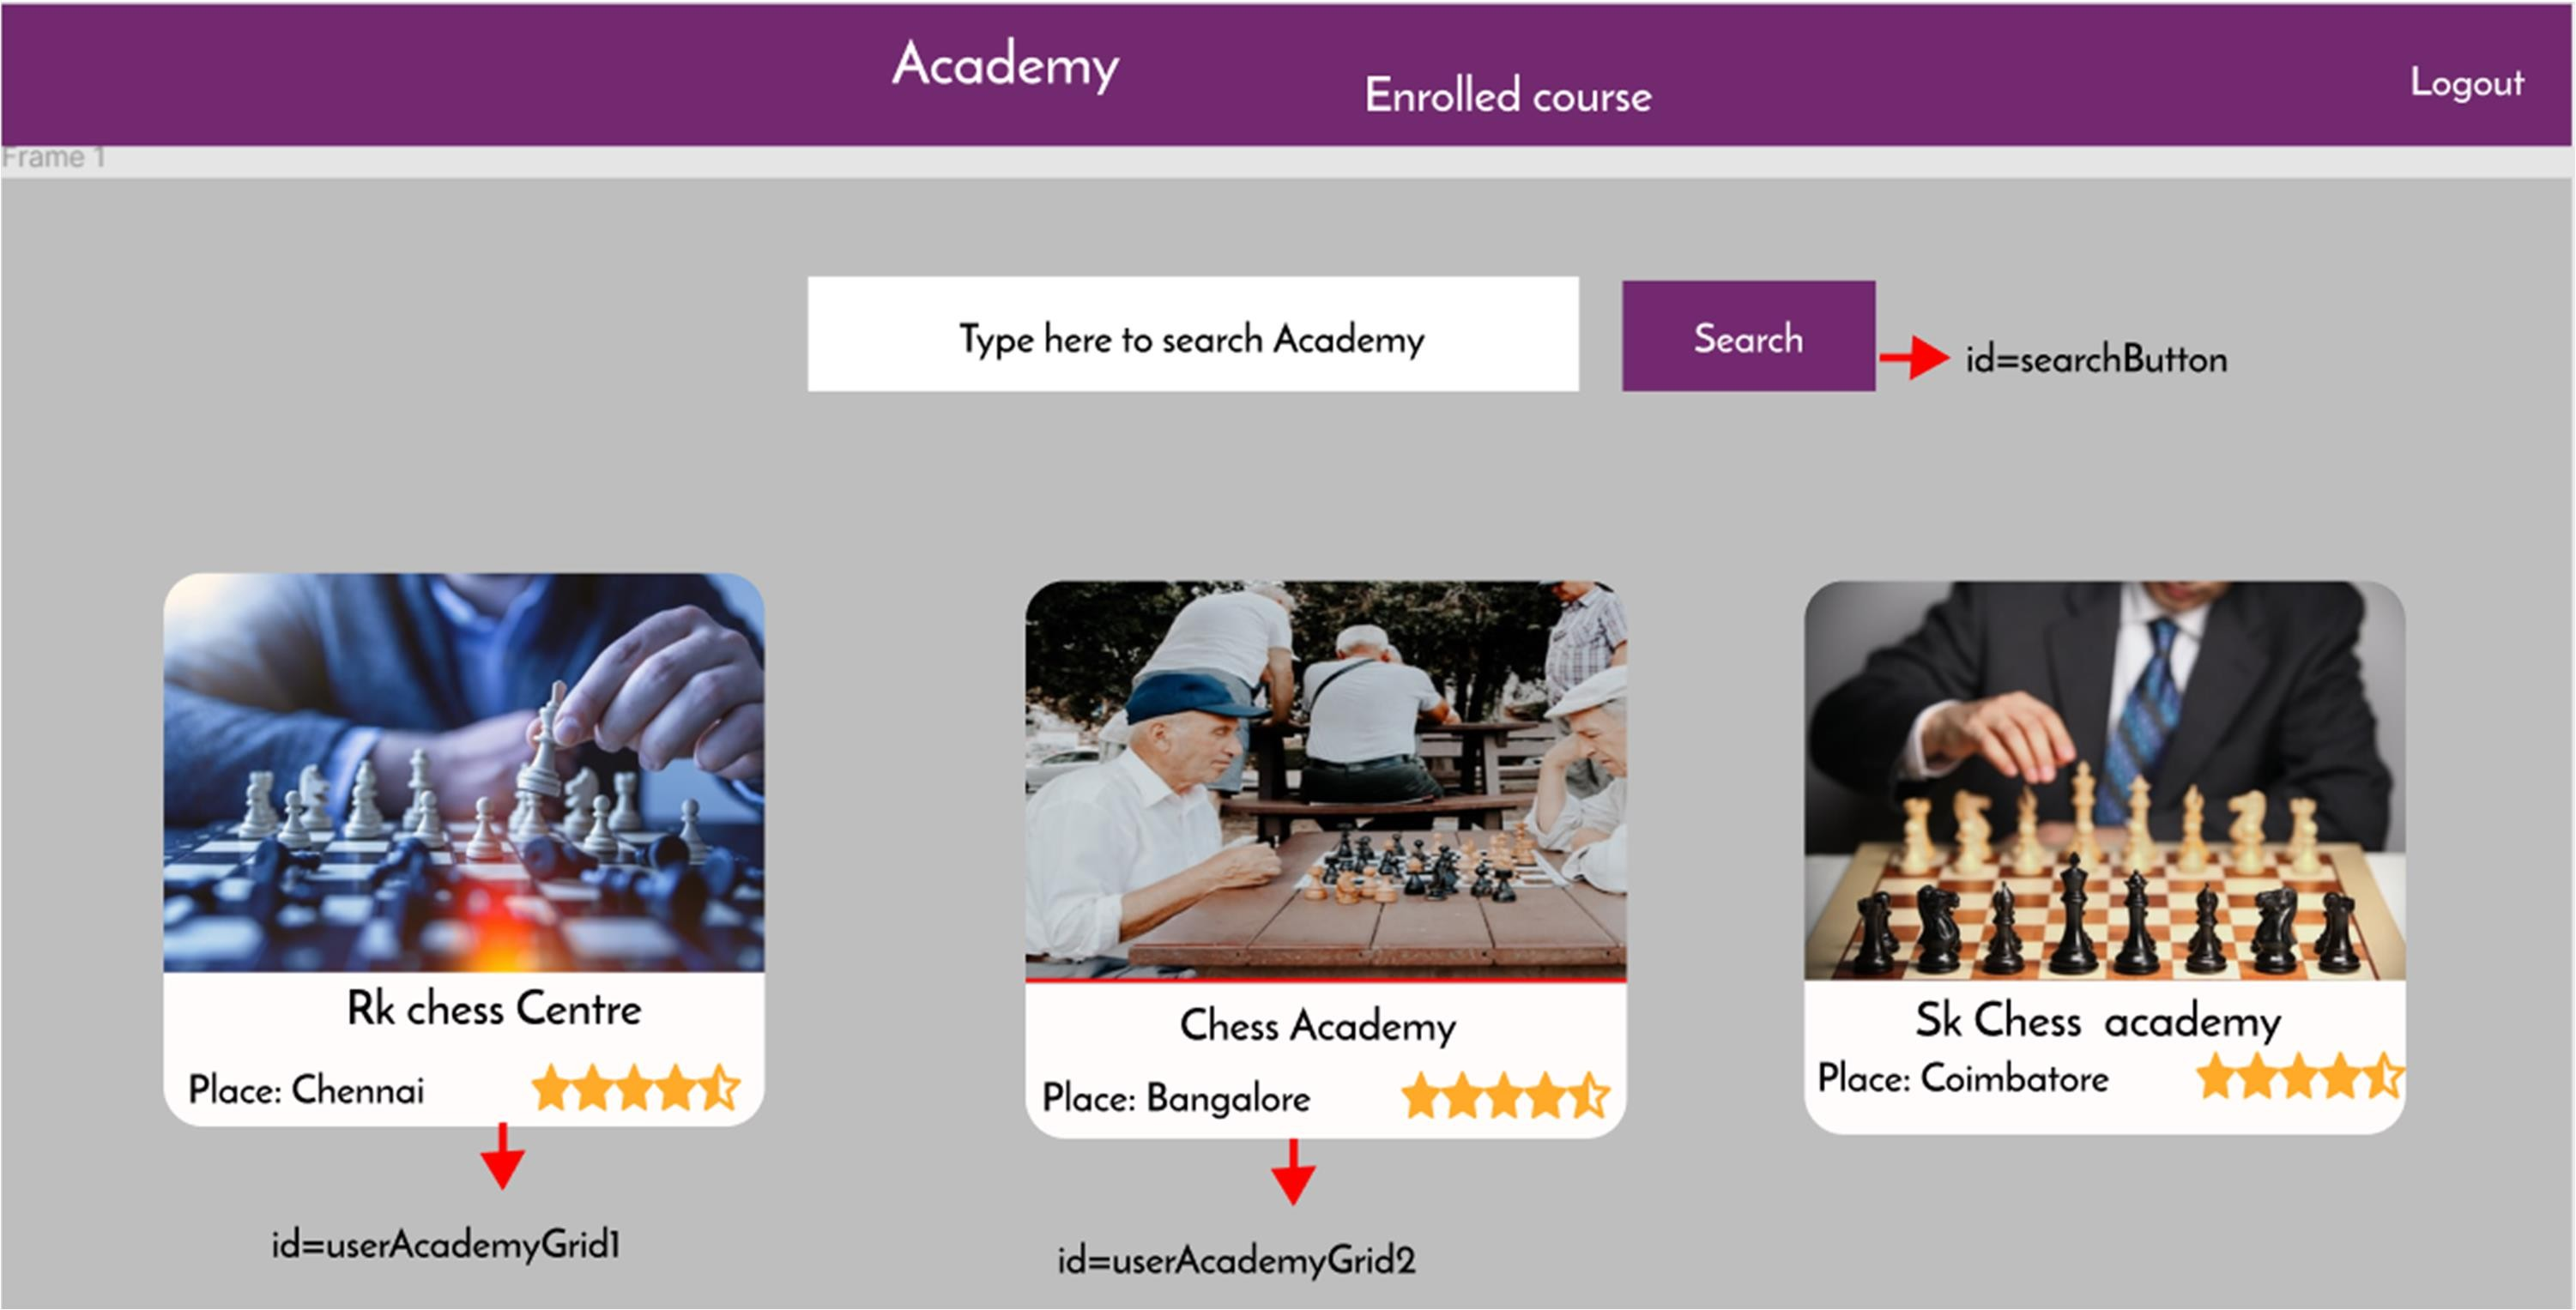 Academy
Enrolled course
Logout
Frame 1
Type here to search Academy
Search
id=searchButton
Rk chess Centre
Place: Chennai
id=userAcademyGrid1
Chess Academy
Place: Bangalore
id=userAcademyGrid2
Sk Chess  academy
Place: Coimbatore